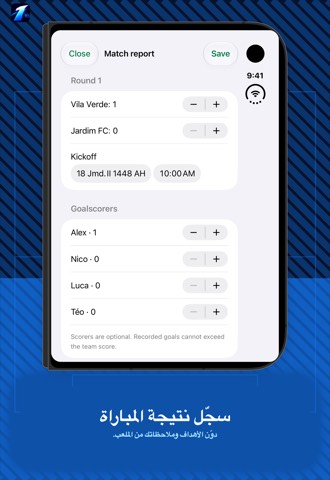 Close Match report Save
9:41
Round 1
Vila Verde: 1
Jardim FC: 0
Kickoff
18 Jmd. II 1448 AH 10:00 AM
Goalscorers
Alex · 1
Nico · 0
Luca · 0
Téo · 0
Scorers are optional. Recorded goals cannot exceed
the team score.
سجّل نتيجة المباراة
دوّن الأهداف وملاحظاتك من الملعب.